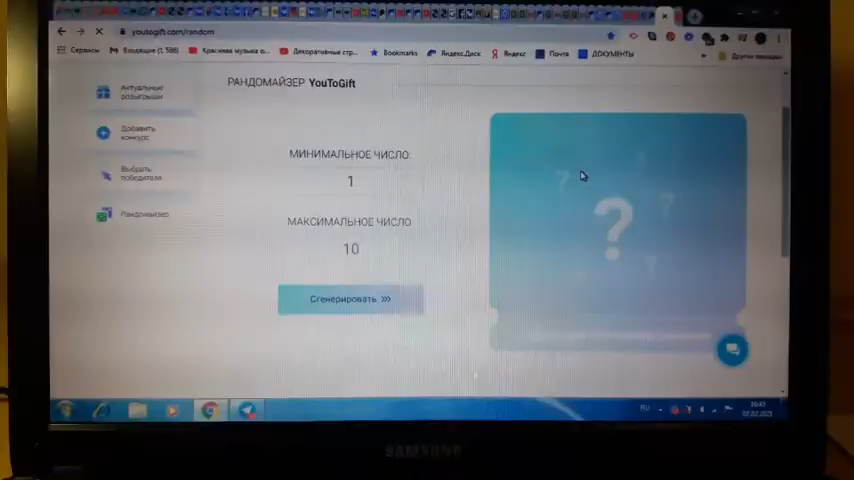 youtogift.com/random
Сервисы
Входящие (1 586)
Красивая музыка о...
Декоративные стр...
Bookmarks
Яндекс.Диск
Яндекс
Почта
ДОКУМЕНТЫ
Другие закладки
Актуальные
розыгрыши
Добавить
конкурс
Выбрать
победителя
Рандомайзер
РАНДОМАЙЗЕР YouToGift
МИНИМАЛЬНОЕ ЧИСЛО
1
МАКСИМАЛЬНОЕ ЧИСЛО
10
Сгенерировать >>>
?
RU
SAMSUNG